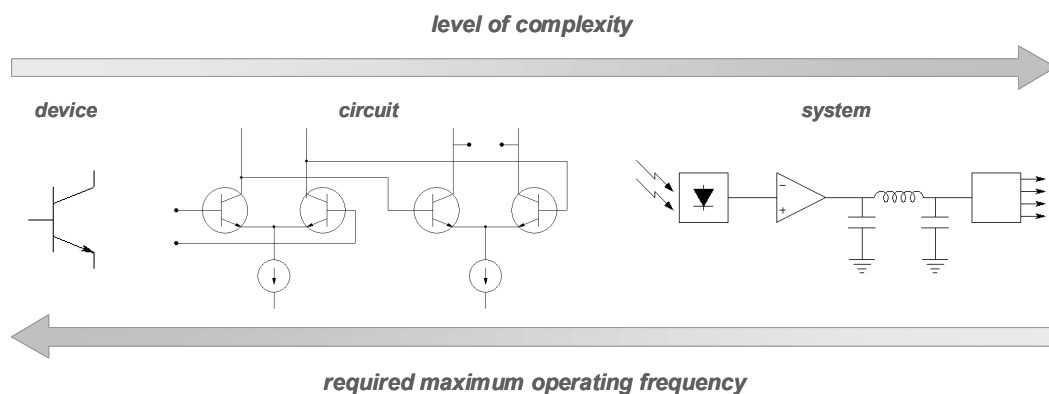 level of complexity
device
circuit
system
required maximum operating frequency